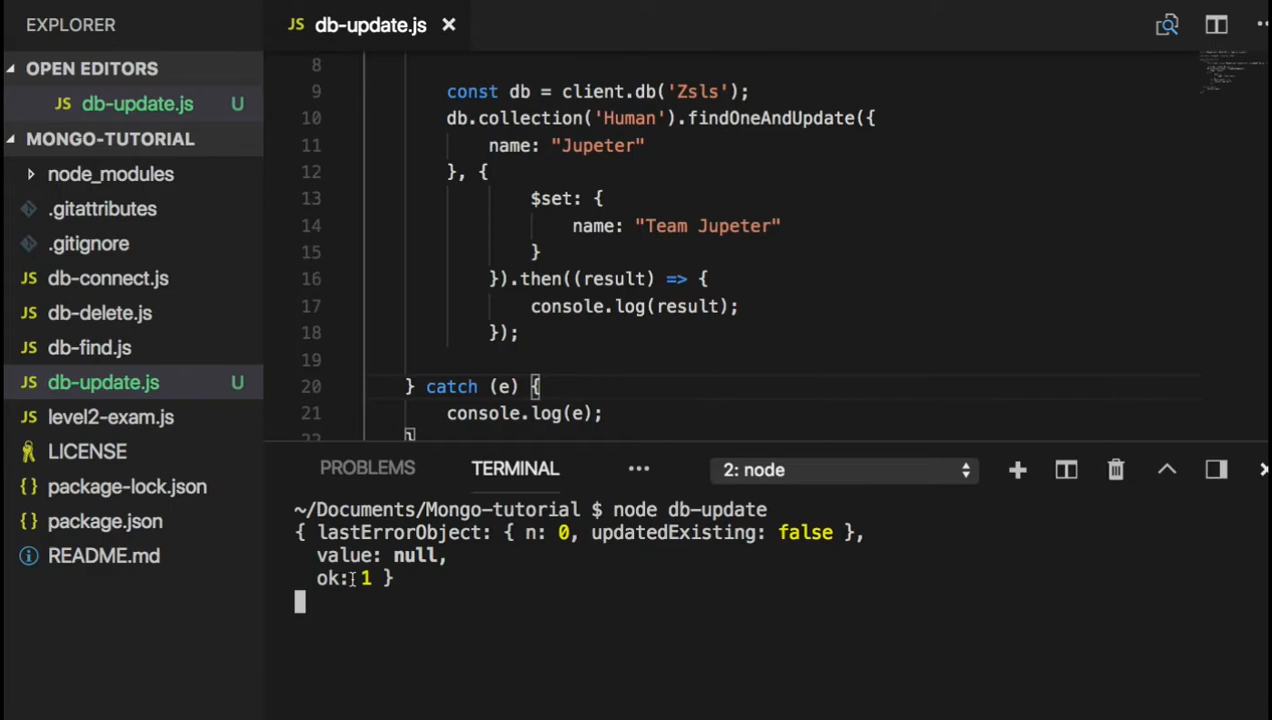 EXPLORER
OPEN EDITORS
JS db-update.js U
MONGO-TUTORIAL
node_modules
.gitattributes
.gitignore
JS db-connect.js
JS db-delete.js
JS db-find.js
JS db-update.js U
JS level2-exam.js
LICENSE
{} package-lock.json
{} package.json
README.md
JS db-update.js ×
8
9 const db = client.db('Zsls');
10 db.collection('Human').findOneAndUpdate({
11 name: "Jupeter"
12 }, {
13 $set: {
14 name: "Team Jupeter"
15 }
16 }).then((result) => {
17 console.log(result);
18 });
19
20 } catch (e) {
21 console.log(e);
22 }
PROBLEMS TERMINAL ••• 2: node
~/Documents/Mongo-tutorial $ node db-update
{ lastErrorObject: { n: 0, updatedExisting: false },
value: null,
ok: 1 }